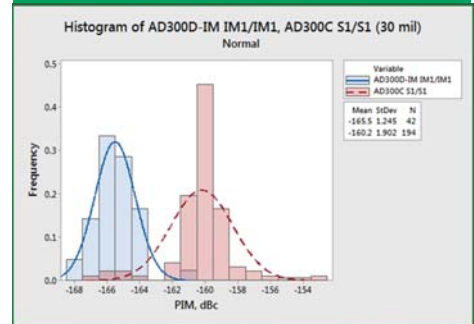 Histogram of AD300D-IM IM1/IM1, AD300C S1/S1 (30 mil)
Normal
Variable
AD300D-IM IM1/IM1
AD300C S1/S1
Mean StDev N
-165.5 1.245 42
-160.2 1.902 194
Frequency
0.5
0.4
0.3
0.2
0.1
0.0
-168 -166 -164 -162 -160 -158 -156 -154
PIM, dBc